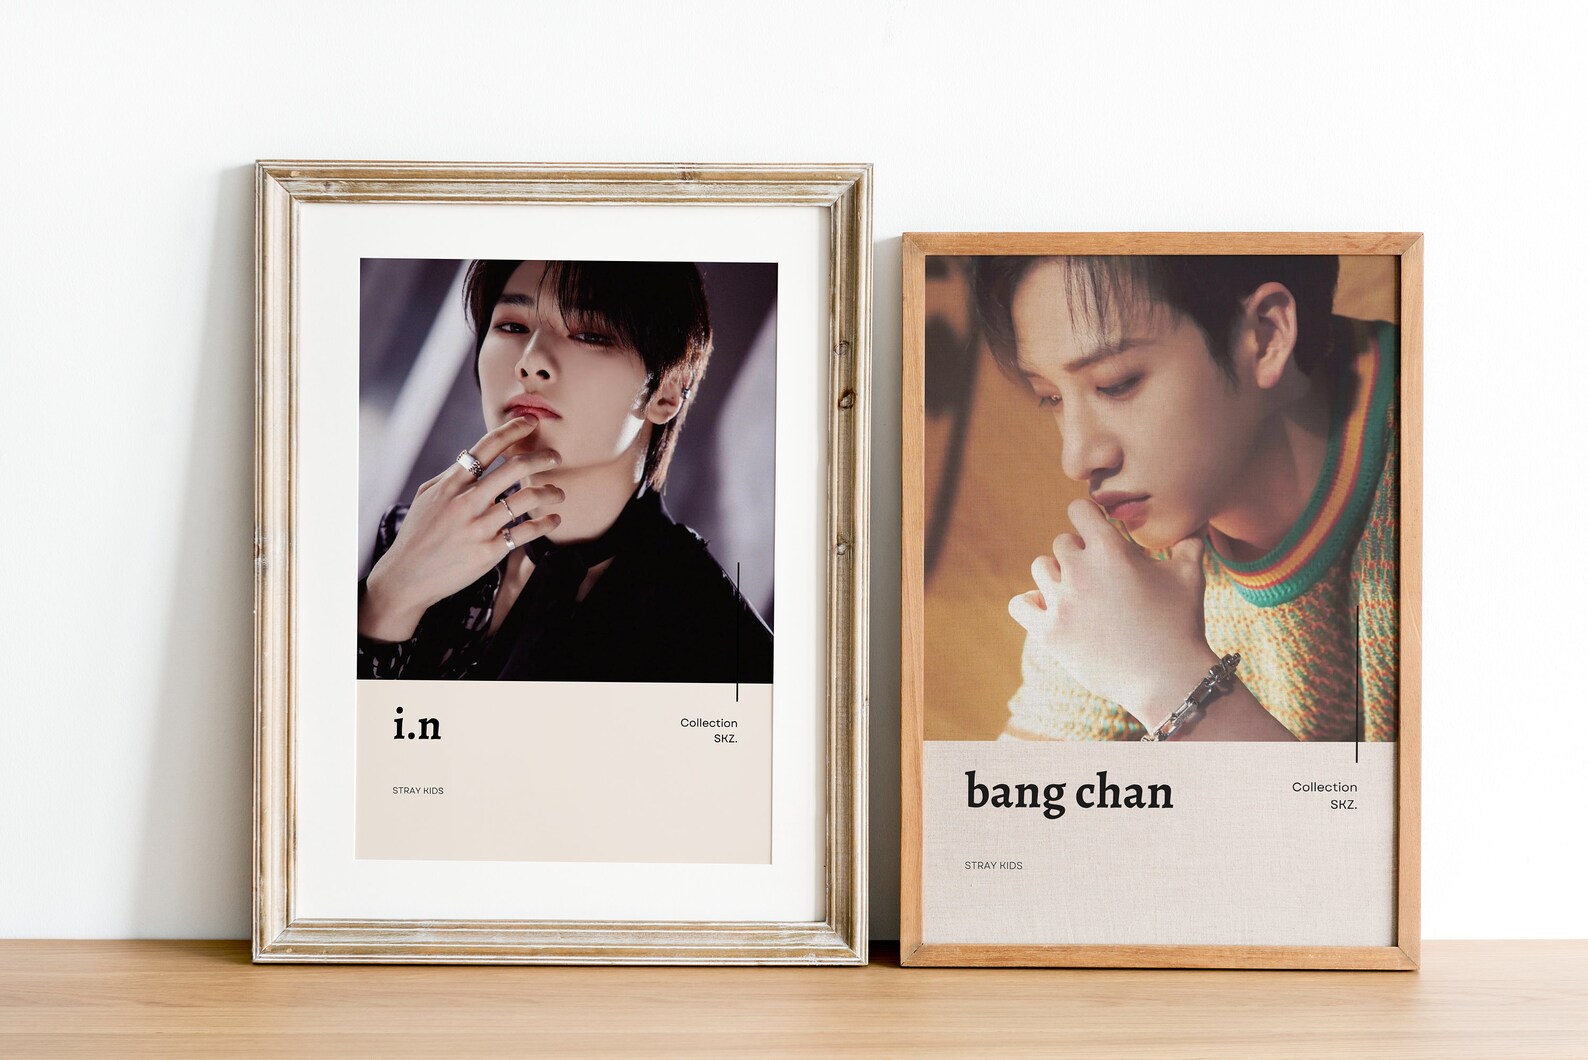 i.n
Collection
SKZ.
STRAY KIDS
bang chan
Collection
SKZ.
STRAY KIDS